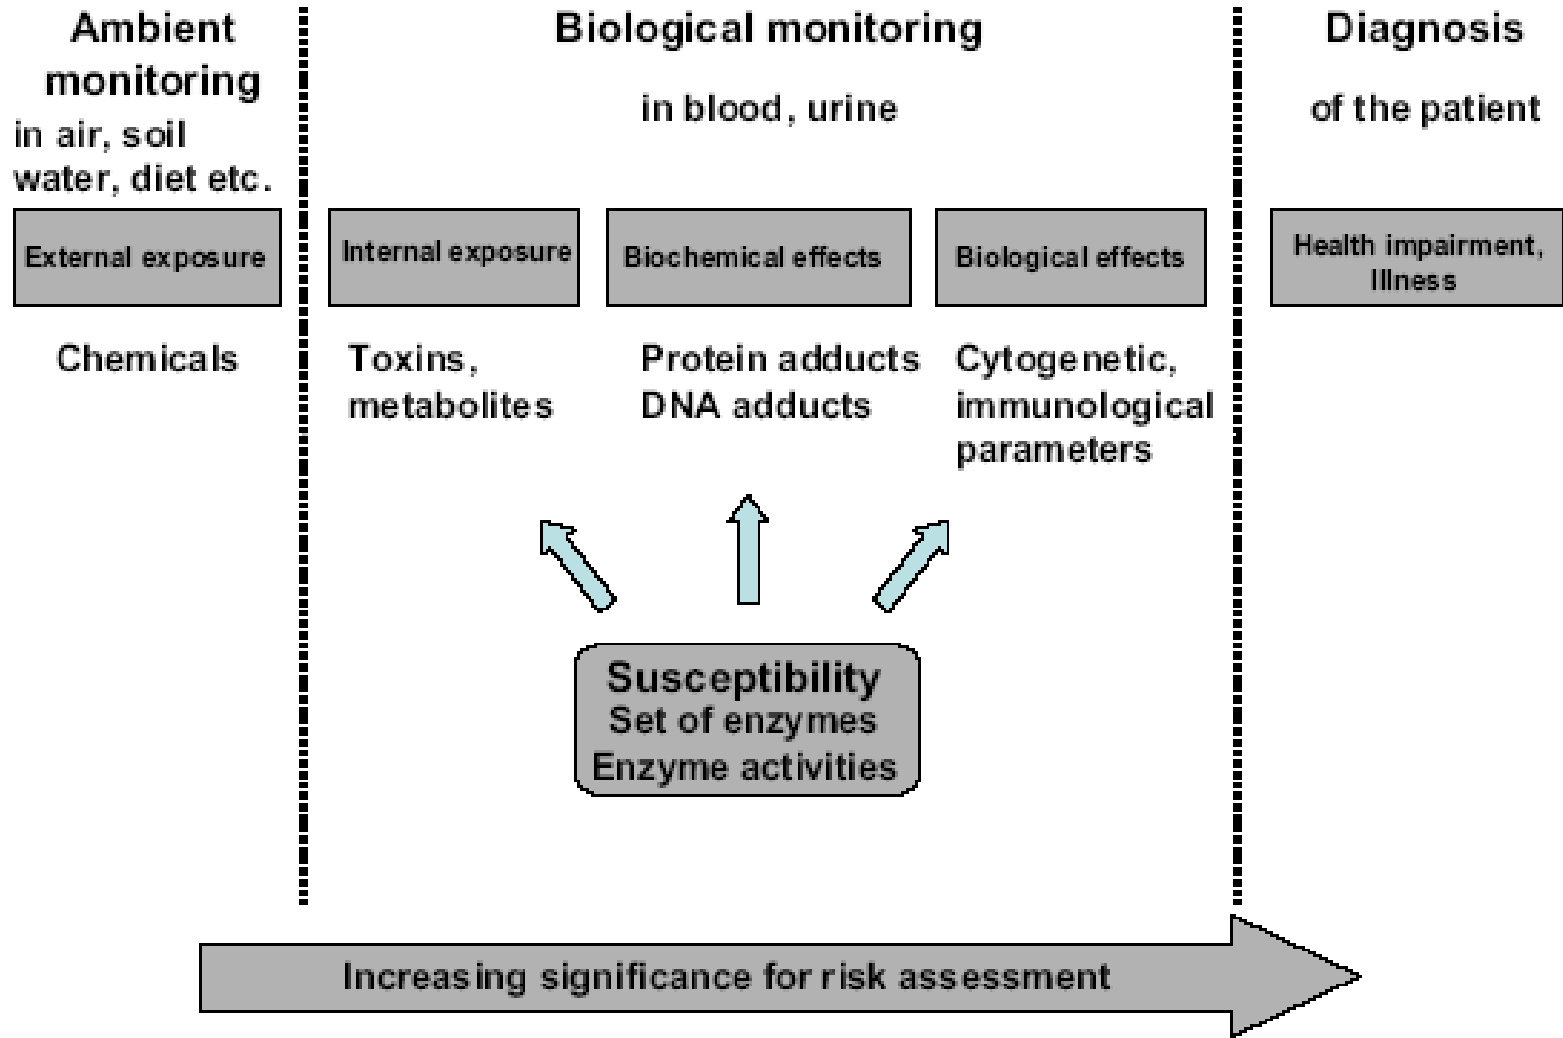 Ambient
monitoring
in air, soil
water, diet etc.
Biological monitoring
in blood, urine
Diagnosis
of the patient
External exposure
Internal exposure
Biochemical effects
Biological effects
Health impairment,
Illness
Chemicals
Toxins,
metabolites
Protein adducts
DNA adducts
Cytogenetic,
immunological
parameters
Susceptibility
Set of enzymes
Enzyme activities
Increasing significance for risk assessment